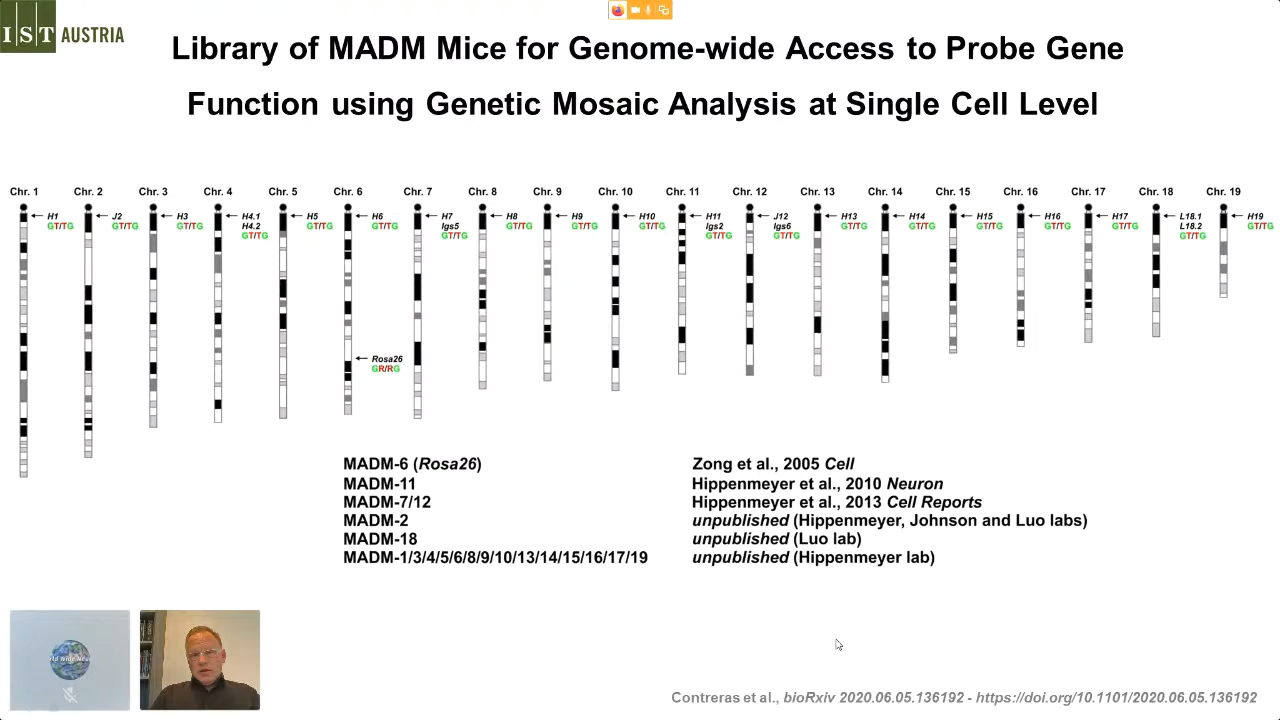 IST AUSTRIA
Library of MADM Mice for Genome-wide Access to Probe Gene
Function using Genetic Mosaic Analysis at Single Cell Level
Chr. 1 Chr. 2 Chr. 3 Chr. 4 Chr. 5 Chr. 6 Chr. 7 Chr. 8 Chr. 9 Chr. 10 Chr. 11 Chr. 12 Chr. 13 Chr. 14 Chr. 15 Chr. 16 Chr. 17 Chr. 18 Chr. 19
H1 J2 H3 H4.1 H5 H6 H7 H8 H9 H10 H11 J12 H13 H14 H15 H16 H17 L18.1 H19
GT/TG GT/TG GT/TG H4.2 GT/TG GT/TG Igs5 GT/TG GT/TG GT/TG Igs2 Igs6 GT/TG GT/TG GT/TG GT/TG GT/TG L18.2 GT/TG
GT/TG GT/TG GT/TG GT/TG GT/TG
Rosa26
GR/RG
MADM-6 (Rosa26) Zong et al., 2005 Cell
MADM-11 Hippenmeyer et al., 2010 Neuron
MADM-7/12 Hippenmeyer et al., 2013 Cell Reports
MADM-2 unpublished (Hippenmeyer, Johnson and Luo labs)
MADM-18 unpublished (Luo lab)
MADM-1/3/4/5/6/8/9/10/13/14/15/16/17/19 unpublished (Hippenmeyer lab)
Contreras et al., bioRxiv 2020.06.05.136192 - https://doi.org/10.1101/2020.06.05.136192